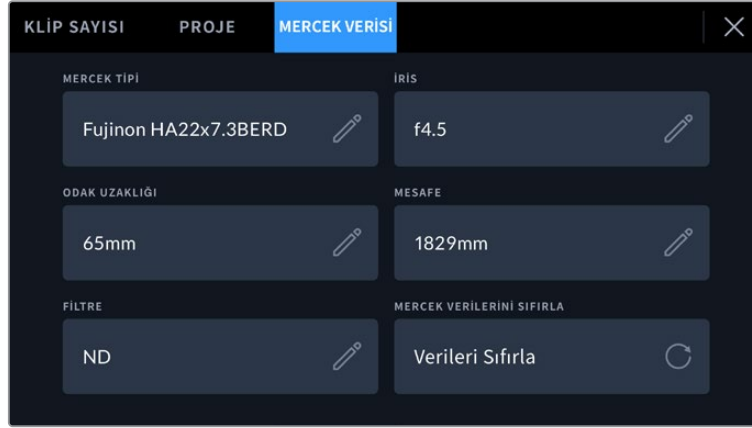 KLİP SAYISI PROJE MERCEK VERİSİ
MERCEK TİPİ İRİS
Fujinon HA22x7.3BERD f4.5
ODAK UZAKLIĞI MESAFE
65mm 1829mm
FİLTRE MERCEK VERİLERİNİ SIFIRLA
ND Verileri Sıfırla